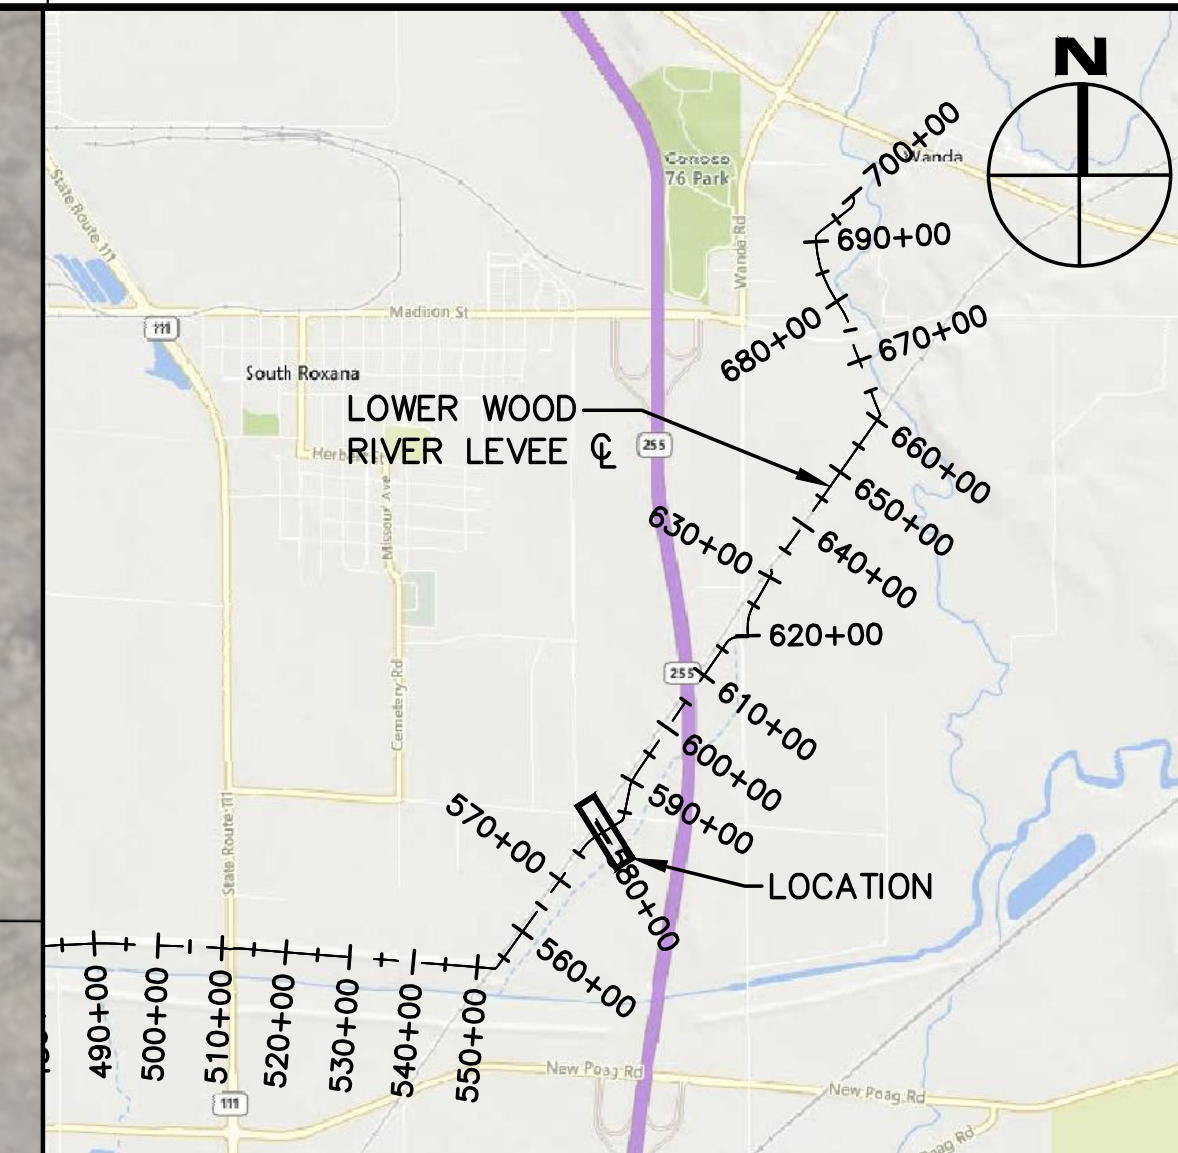 N
700+00
Conoco
76 Park
Wanda
State Route 111
Wanda Rd
690+00
Madison St
111
680+00
670+00
South Roxana
LOWER WOOD
RIVER LEVEE ℄
255
Missouri Ave
660+00
650+00
630+00
640+00
620+00
255
610+00
Cemetery Rd
600+00
590+00
570+00
580+00
LOCATION
State Route 111
560+00
490+00
500+00
510+00
520+00
530+00
540+00
550+00
New Poag Rd
New Poag Rd
111